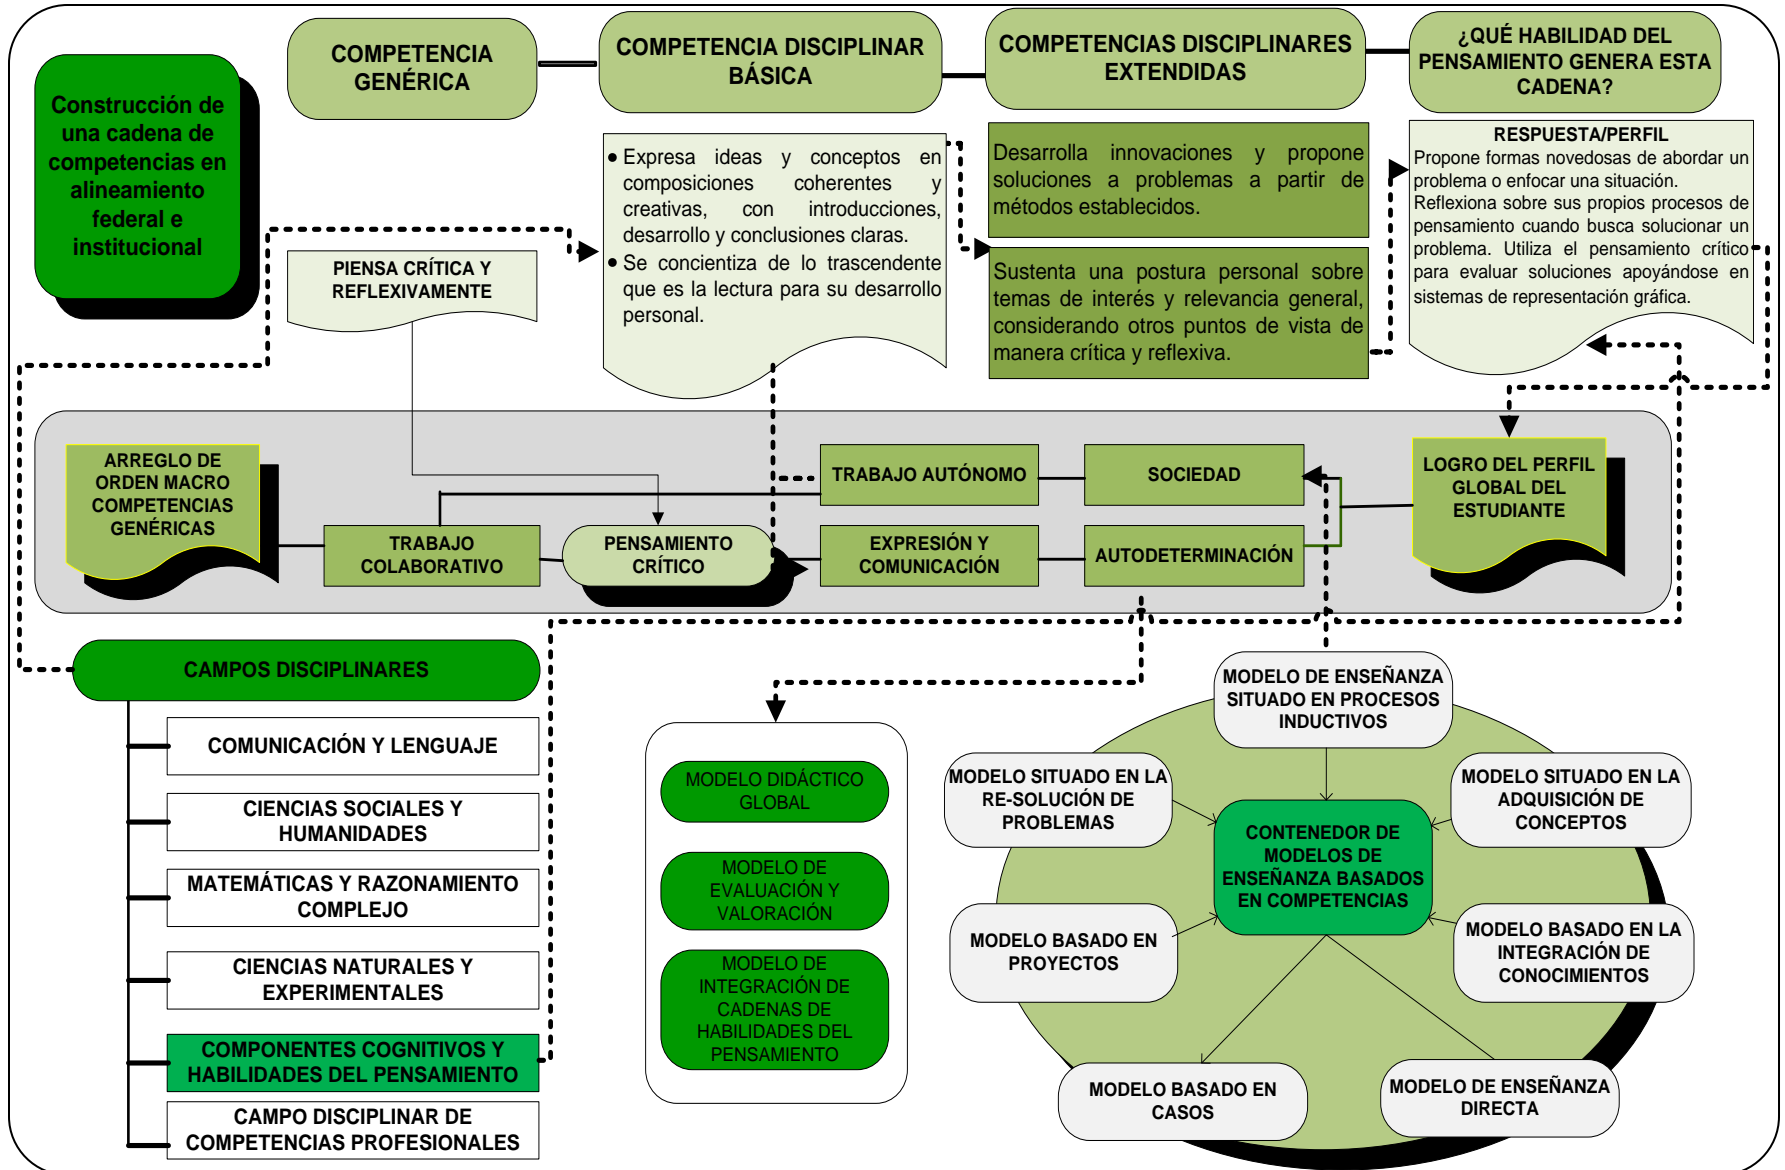 Construcción de
una cadena de
competencias en
alineamiento
federal e
institucional
COMPETENCIA
GENÉRICA
COMPETENCIA DISCIPLINAR
BÁSICA
COMPETENCIAS DISCIPLINARES
EXTENDIDAS
¿QUÉ HABILIDAD DEL
PENSAMIENTO GENERA ESTA
CADENA?
PIENSA CRÍTICA Y
REFLEXIVAMENTE
• Expresa ideas y conceptos en
composiciones coherentes y
creativas, con introducciones,
desarrollo y conclusiones claras.
• Se concientiza de lo trascendente
que es la lectura para su desarrollo
personal.
Desarrolla innovaciones y propone
soluciones a problemas a partir de
métodos establecidos.
Sustenta una postura personal sobre
temas de interés y relevancia general,
considerando otros puntos de vista de
manera crítica y reflexiva.
RESPUESTA/PERFIL
Propone formas novedosas de abordar un
problema o enfocar una situación.
Reflexiona sobre sus propios procesos de
pensamiento cuando busca solucionar un
problema. Utiliza el pensamiento crítico
para evaluar soluciones apoyándose en
sistemas de representación gráfica.
ARREGLO DE
ORDEN MACRO
COMPETENCIAS
GENÉRICAS
TRABAJO
COLABORATIVO
PENSAMIENTO
CRÍTICO
TRABAJO AUTÓNOMO
SOCIEDAD
EXPRESIÓN Y
COMUNICACIÓN
AUTODETERMINACIÓN
LOGRO DEL PERFIL
GLOBAL DEL
ESTUDIANTE
CAMPOS DISCIPLINARES
COMUNICACIÓN Y LENGUAJE
CIENCIAS SOCIALES Y
HUMANIDADES
MATEMÁTICAS Y RAZONAMIENTO
COMPLEJO
CIENCIAS NATURALES Y
EXPERIMENTALES
COMPONENTES COGNITIVOS Y
HABILIDADES DEL PENSAMIENTO
CAMPO DISCIPLINAR DE
COMPETENCIAS PROFESIONALES
MODELO DIDÁCTICO
GLOBAL
MODELO DE
EVALUACIÓN Y
VALORACIÓN
MODELO DE
INTEGRACIÓN DE
CADENAS DE
HABILIDADES DEL
PENSAMIENTO
MODELO DE ENSEÑANZA
SITUADO EN PROCESOS
INDUCTIVOS
MODELO SITUADO EN LA
RE-SOLUCIÓN DE
PROBLEMAS
MODELO SITUADO EN LA
ADQUISICIÓN DE
CONCEPTOS
CONTENEDOR DE
MODELOS DE
ENSEÑANZA BASADOS
EN COMPETENCIAS
MODELO BASADO EN
PROYECTOS
MODELO BASADO EN LA
INTEGRACIÓN DE
CONOCIMIENTOS
MODELO BASADO EN
CASOS
MODELO DE ENSEÑANZA
DIRECTA